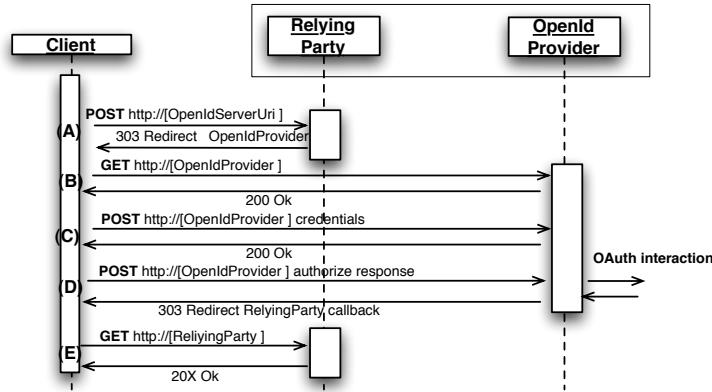 Client
Relying
Party
OpenId
Provider
POST http://[OpenIdServerUri ]
(A)
303 Redirect OpenIdProvider
GET http://[OpenIdProvider ]
(B)
200 Ok
POST http://[OpenIdProvider ] credentials
(C)
200 Ok
OAuth interaction
POST http://[OpenIdProvider ] authorize response
(D)
303 Redirect RelyingParty callback
GET http://[ReliyingParty ]
(E)
20X Ok